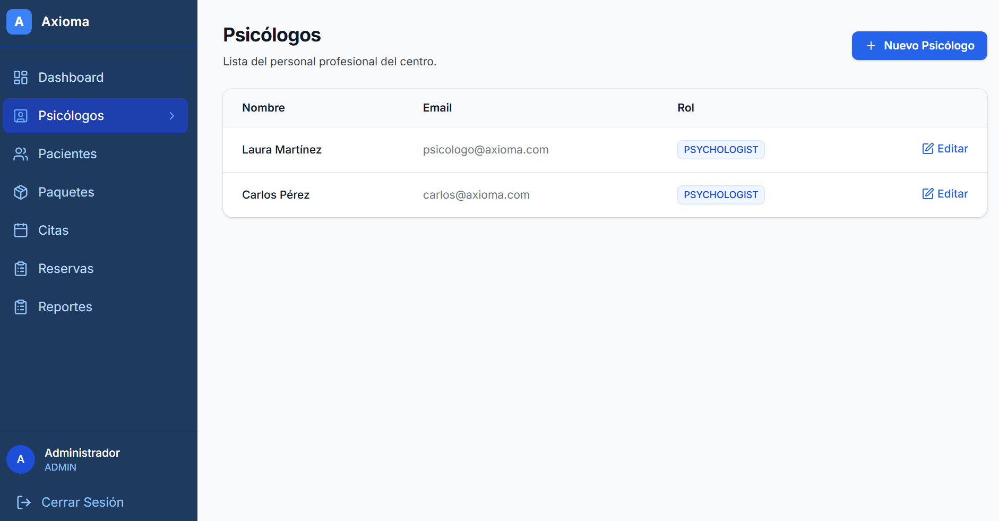 A Axioma
Dashboard
Psicólogos
Pacientes
Paquetes
Citas
Reservas
Reportes
A Administrador
ADMIN
Cerrar Sesión
Psicólogos
Lista del personal profesional del centro.
Nuevo Psicólogo
Nombre Email Rol
Laura Martínez psicologo@axioma.com PSYCHOLOGIST Editar
Carlos Pérez carlos@axioma.com PSYCHOLOGIST Editar